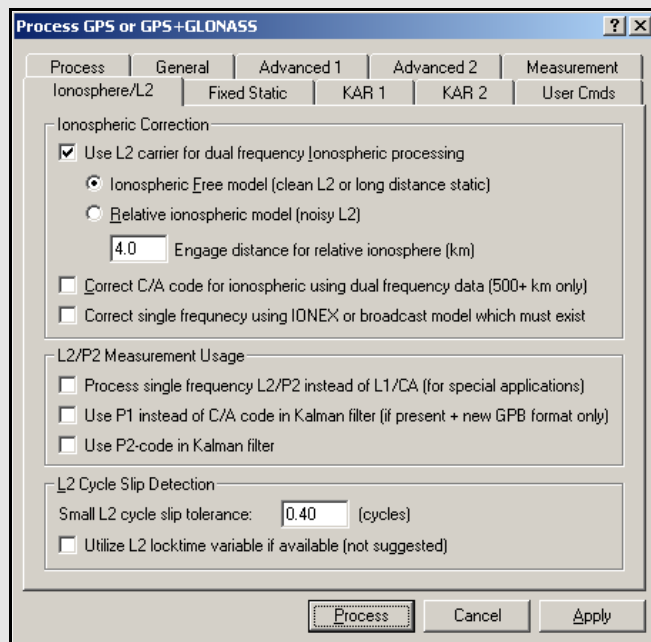 Process GPS or GPS+GLONASS
Process General Advanced 1 Advanced 2 Measurement
Ionosphere/L2 Fixed Static KAR 1 KAR 2 User Cmds
Ionospheric Correction
Use L2 carrier for dual frequency Ionospheric processing
Ionospheric Free model (clean L2 or long distance static)
Relative ionospheric model (noisy L2)
4.0 Engage distance for relative ionosphere (km)
Correct C/A code for ionospheric using dual frequency data (500+ km only)
Correct single frequnecy using IONEX or broadcast model which must exist
L2/P2 Measurement Usage
Process single frequency L2/P2 instead of L1/CA (for special applications)
Use P1 instead of C/A code in Kalman filter (if present + new GPB format only)
Use P2-code in Kalman filter
L2 Cycle Slip Detection
Small L2 cycle slip tolerance: 0.40 (cycles)
Utilize L2 locktime variable if available (not suggested)
Process Cancel Apply